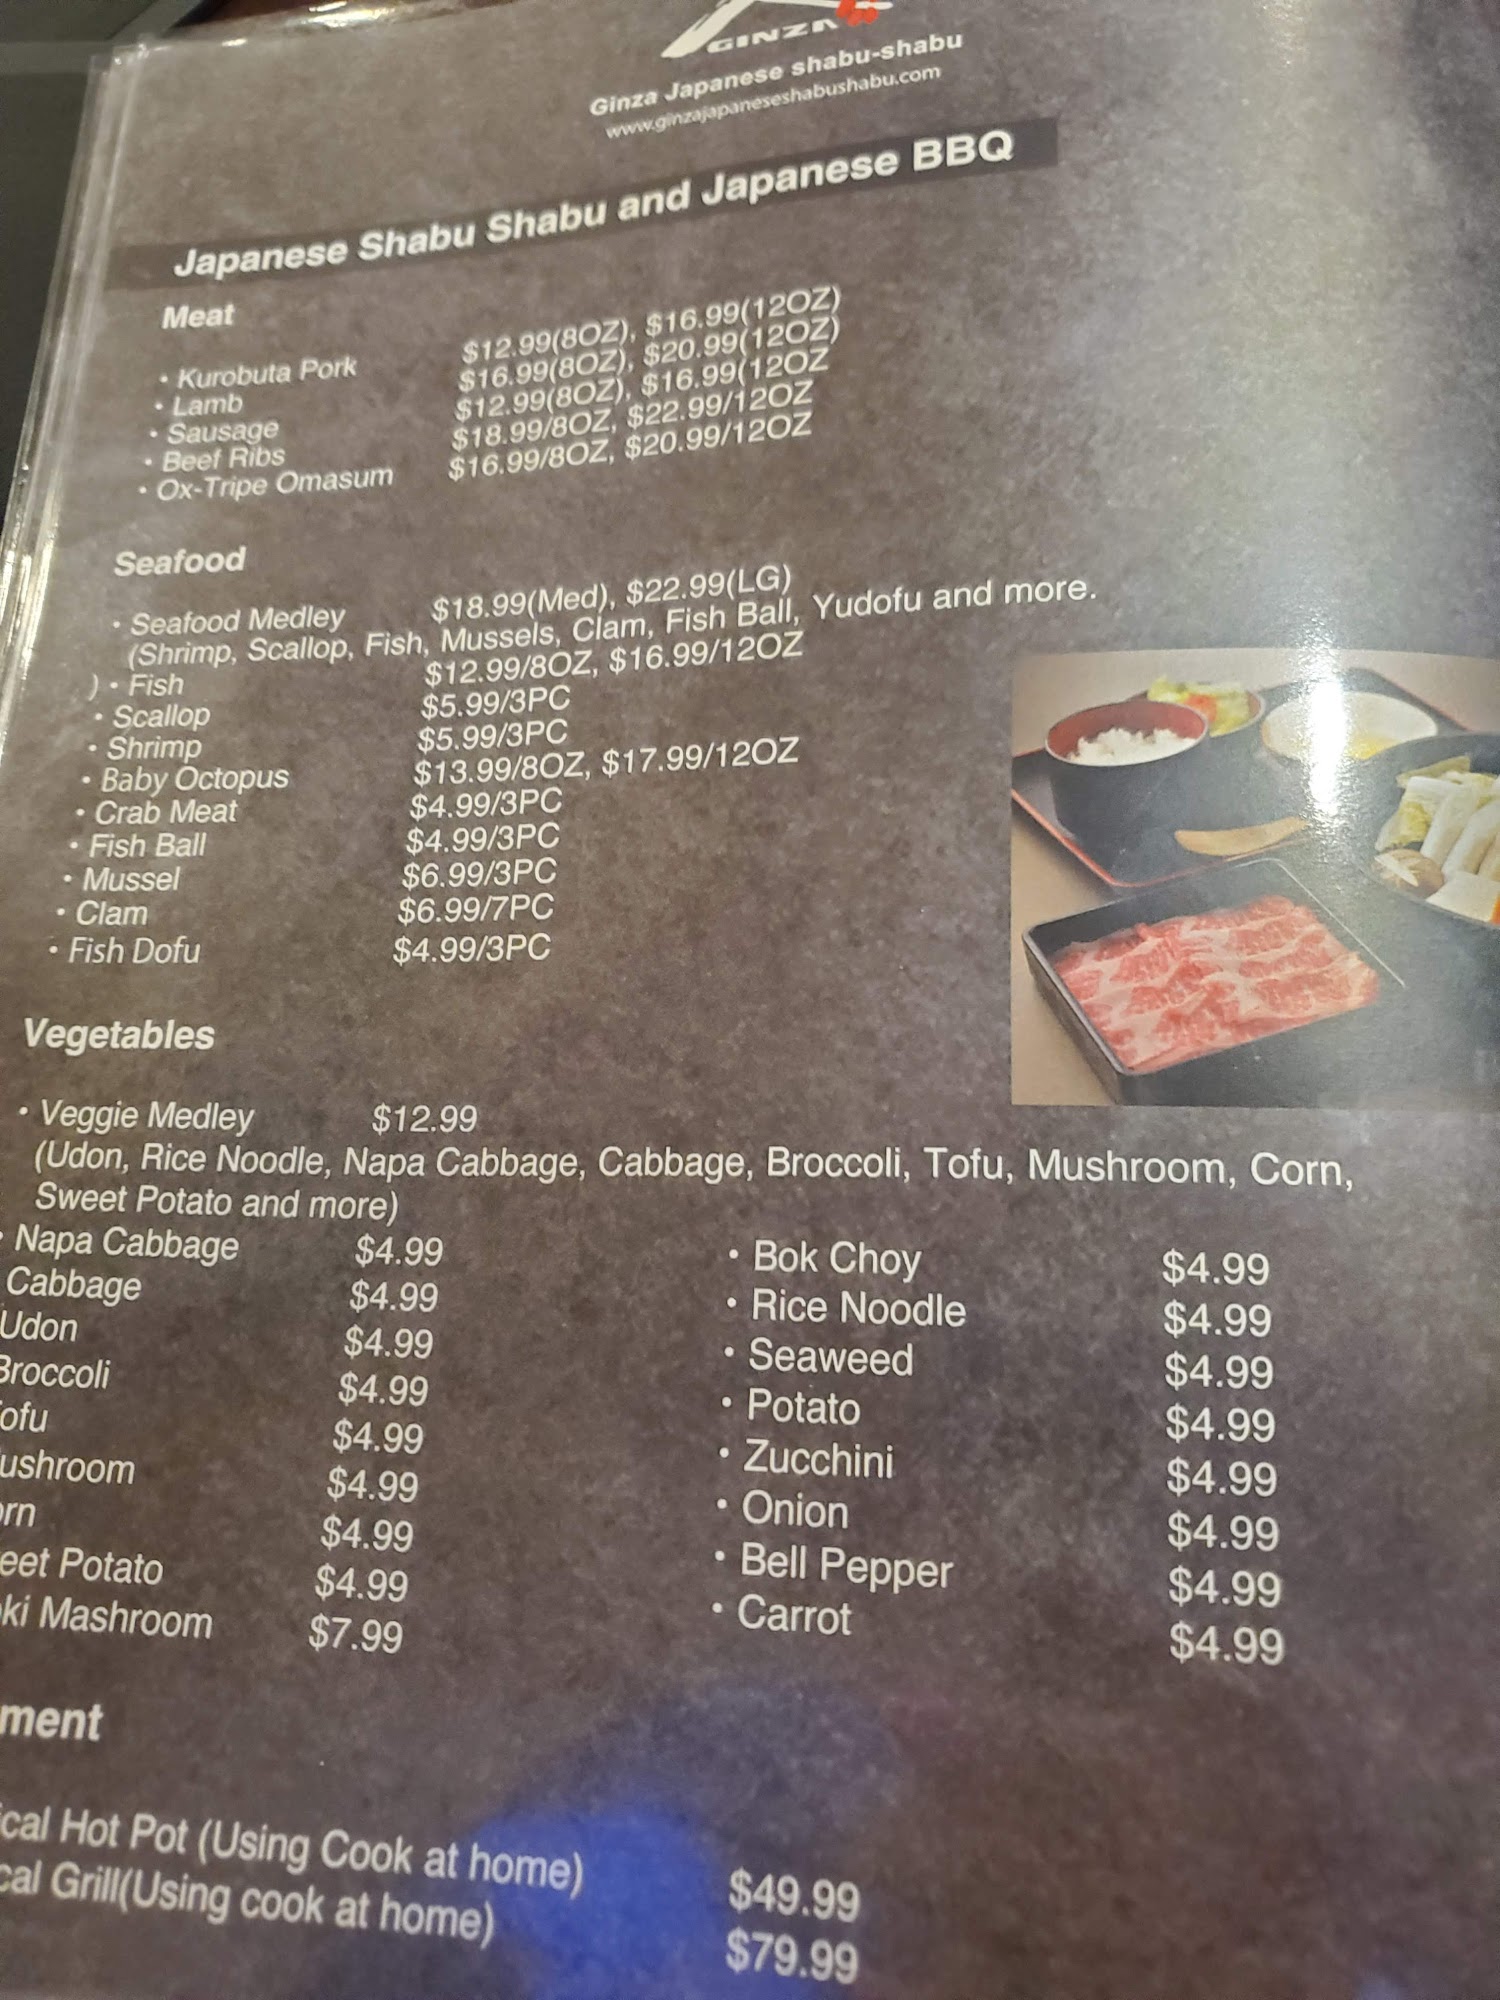 GINZA
Ginza Japanese shabu-shabu
www.ginzajapaneseshabushabu.com
Japanese Shabu Shabu and Japanese BBQ
Meat
• Kurobuta Pork $12.99(8OZ), $16.99(12OZ)
• Lamb $16.99(8OZ), $20.99(12OZ)
• Sausage $12.99(8OZ), $16.99(12OZ
• Beef Ribs $18.99/8OZ, $22.99/12OZ
• Ox-Tripe Omasum $16.99/8OZ, $20.99/12OZ
Seafood
• Seafood Medley $18.99(Med), $22.99(LG)
(Shrimp, Scallop, Fish, Mussels, Clam, Fish Ball, Yudofu and more.
) • Fish $12.99/8OZ, $16.99/12OZ
• Scallop $5.99/3PC
• Shrimp $5.99/3PC
• Baby Octopus $13.99/8OZ, $17.99/12OZ
• Crab Meat $4.99/3PC
• Fish Ball $4.99/3PC
• Mussel $6.99/3PC
• Clam $6.99/7PC
• Fish Dofu $4.99/3PC
Vegetables
• Veggie Medley $12.99
(Udon, Rice Noodle, Napa Cabbage, Cabbage, Broccoli, Tofu, Mushroom, Corn,
Sweet Potato and more)
• Napa Cabbage $4.99
Cabbage $4.99
Udon $4.99
Broccoli $4.99
ofu $4.99
ushroom $4.99
orn $4.99
eet Potato $4.99
ki Mashroom $7.99
• Bok Choy $4.99
• Rice Noodle $4.99
• Seaweed $4.99
• Potato $4.99
• Zucchini $4.99
• Onion $4.99
• Bell Pepper $4.99
• Carrot $4.99
ment
ical Hot Pot (Using Cook at home) $49.99
cal Grill(Using cook at home) $79.99